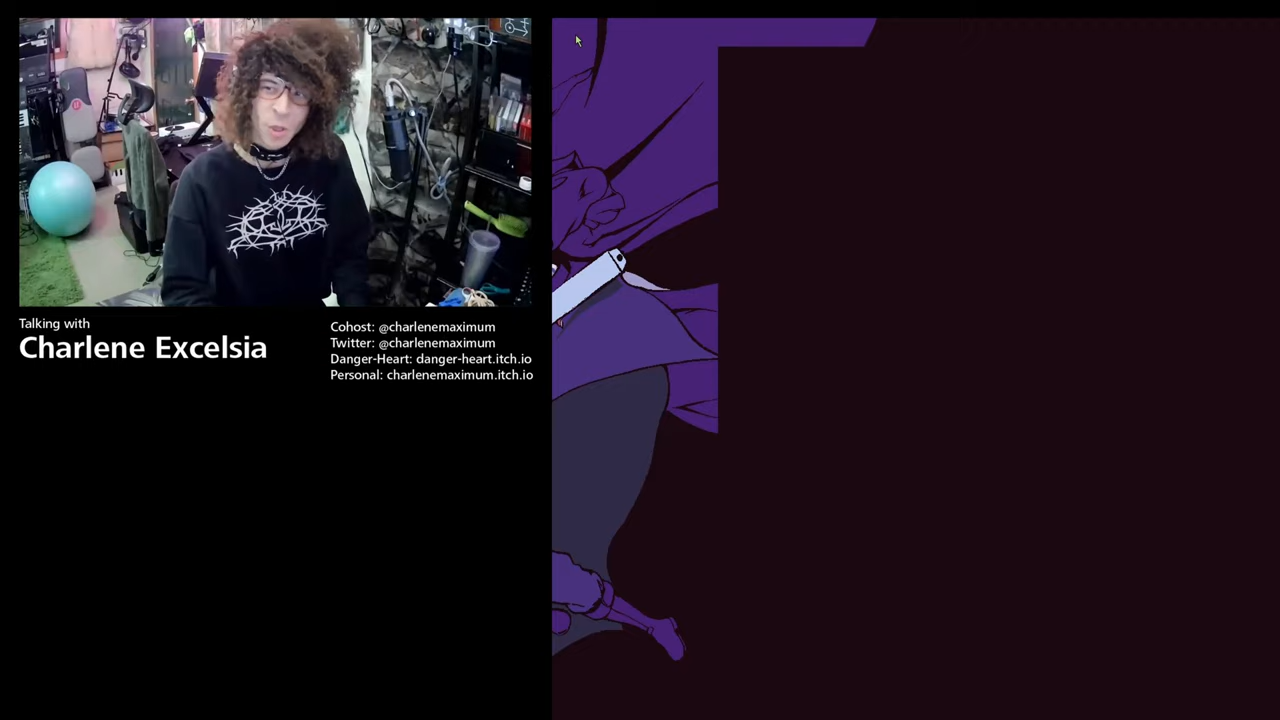 Talking with
Charlene Excelsia
Cohost: @charlenemaximum
Twitter: @charlenemaximum
Danger-Heart: danger-heart.itch.io
Personal: charlenemaximum.itch.io